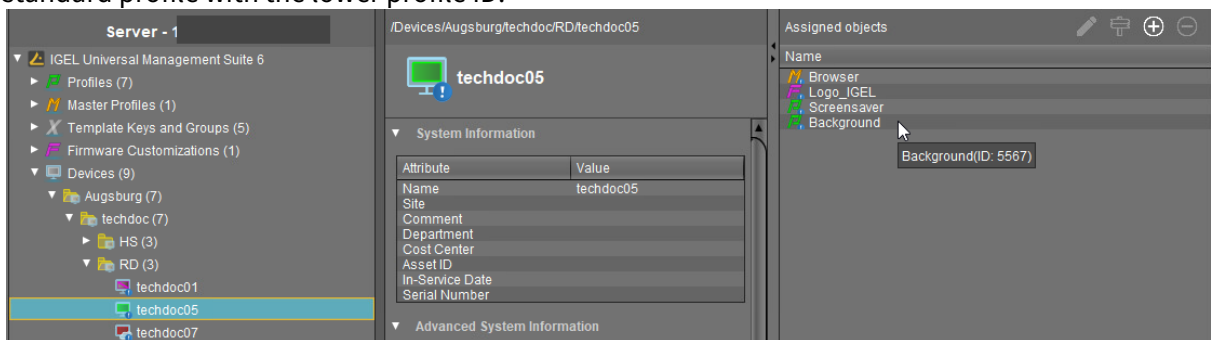 standard profile with the lower profile ID.
Server - 1
IGEL Universal Management Suite 6
Profiles (7)
Master Profiles (1)
Template Keys and Groups (5)
Firmware Customizations (1)
Devices (9)
Augsburg (7)
techdoc (7)
HS (3)
RD (3)
techdoc01
techdoc05
techdoc07
/Devices/Augsburg/techdoc/RD/techdoc05
techdoc05
System Information
Attribute Value
Name techdoc05
Site
Comment
Department
Cost Center
Asset ID
In-Service Date
Serial Number
Advanced System Information
Assigned objects
Name
Browser
Logo_IGEL
Screensaver
Background
Background(ID: 5567)